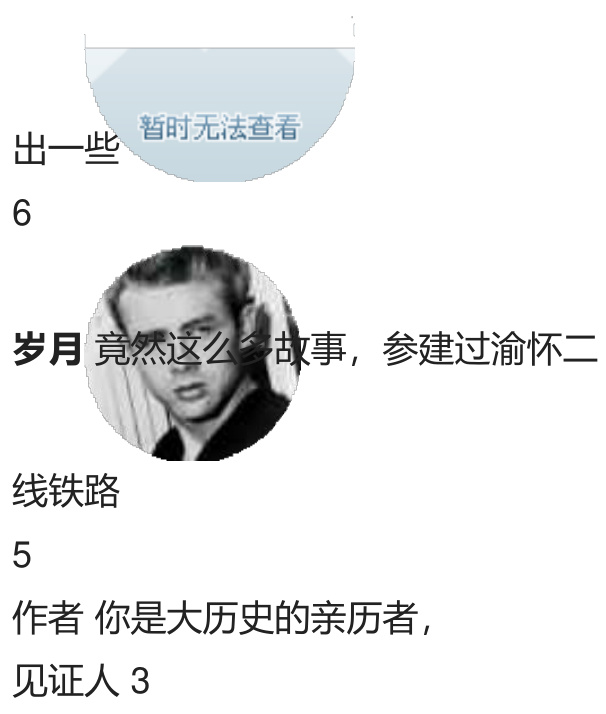 暂时无法查看
出一些
6
岁月 竟然这么多故事，参建过渝怀二
线铁路
5
作者 你是大历史的亲历者，
见证人 3